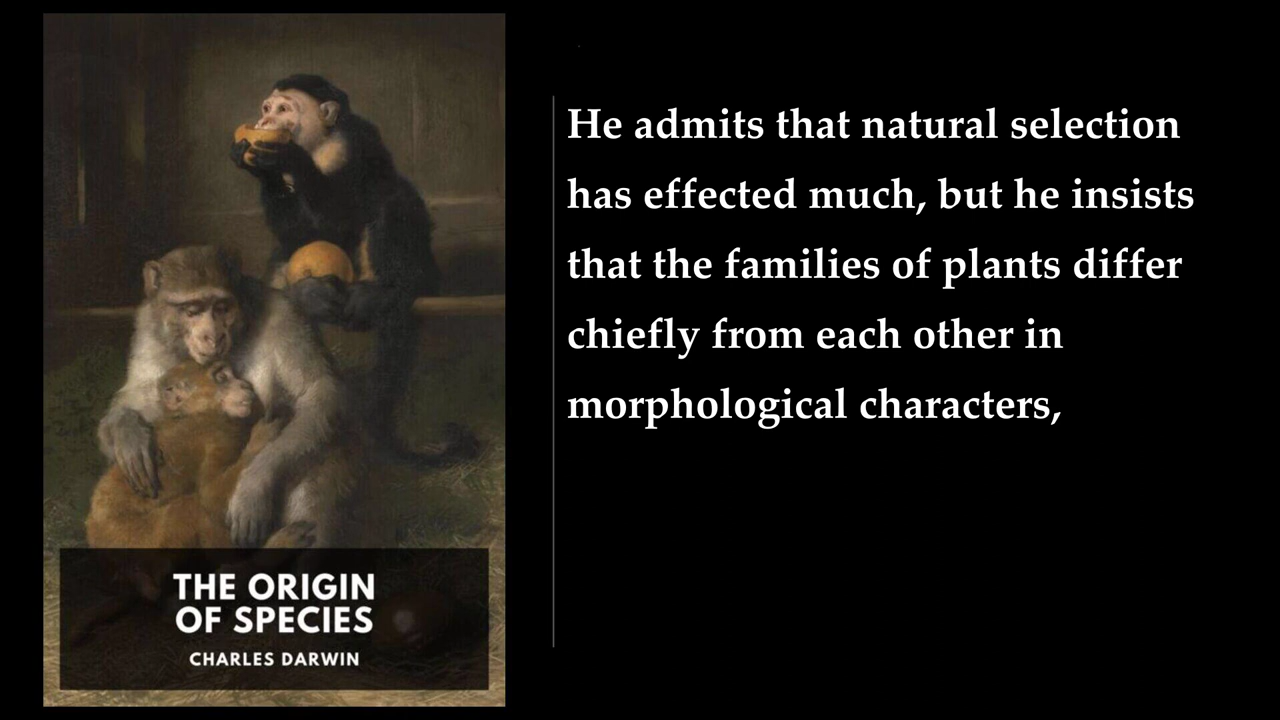 He admits that natural selection
has effected much, but he insists
that the families of plants differ
chiefly from each other in
morphological characters,
THE ORIGIN
OF SPECIES
CHARLES DARWIN